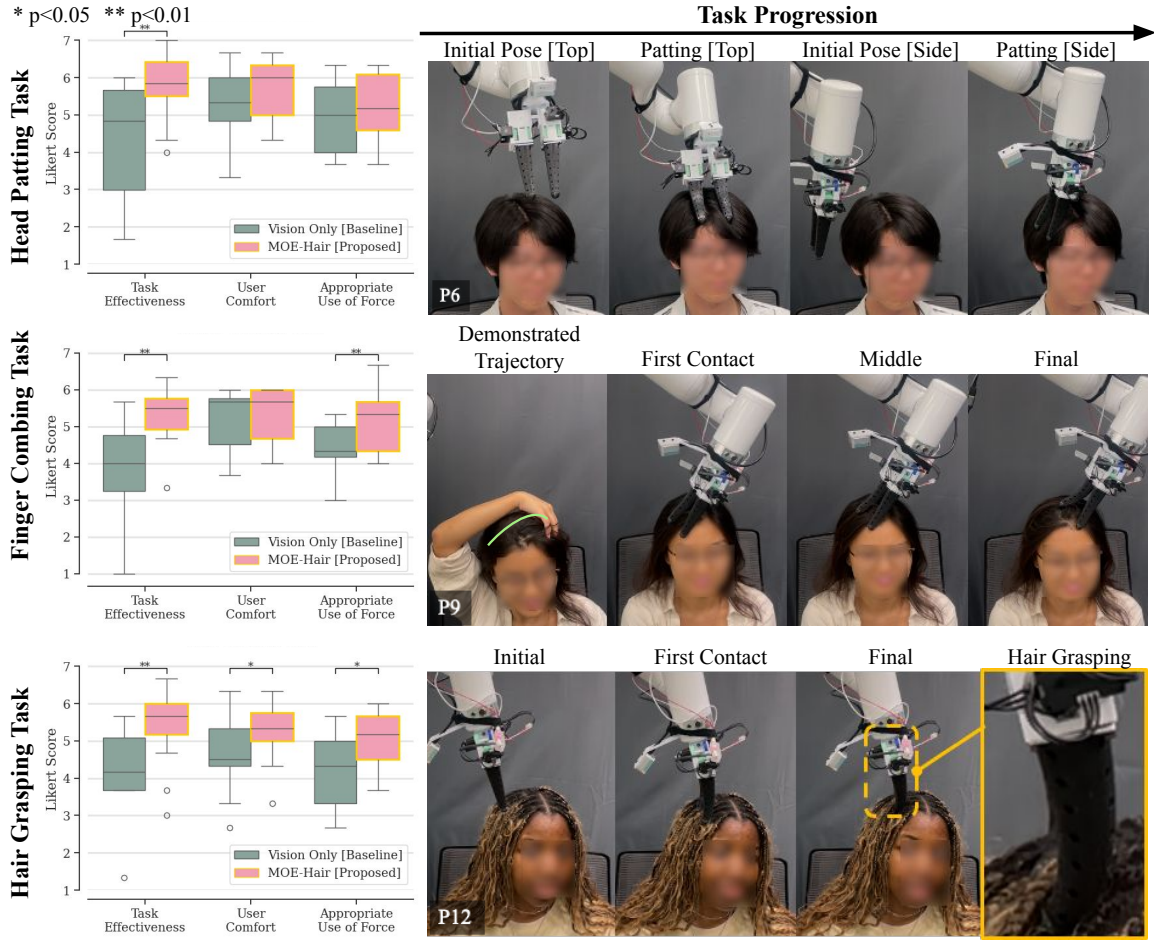 * p<0.05 ** p<0.01
Task Progression
Head Patting Task
Likert Score
7
6
5
4
3
2
1
**
Vision Only [Baseline]
MOE-Hair [Proposed]
Task
Effectiveness
User
Comfort
Appropriate
Use of Force
Initial Pose [Top]
Patting [Top]
Initial Pose [Side]
Patting [Side]
P6
Finger Combing Task
Likert Score
7
6
5
4
3
2
1
**
**
Vision Only [Baseline]
MOE-Hair [Proposed]
Task
Effectiveness
User
Comfort
Appropriate
Use of Force
Demonstrated
Trajectory
First Contact
Middle
Final
P9
Hair Grasping Task
Likert Score
7
6
5
4
3
2
1
**
*
*
Vision Only [Baseline]
MOE-Hair [Proposed]
Task
Effectiveness
User
Comfort
Appropriate
Use of Force
Initial
First Contact
Final
Hair Grasping
P12